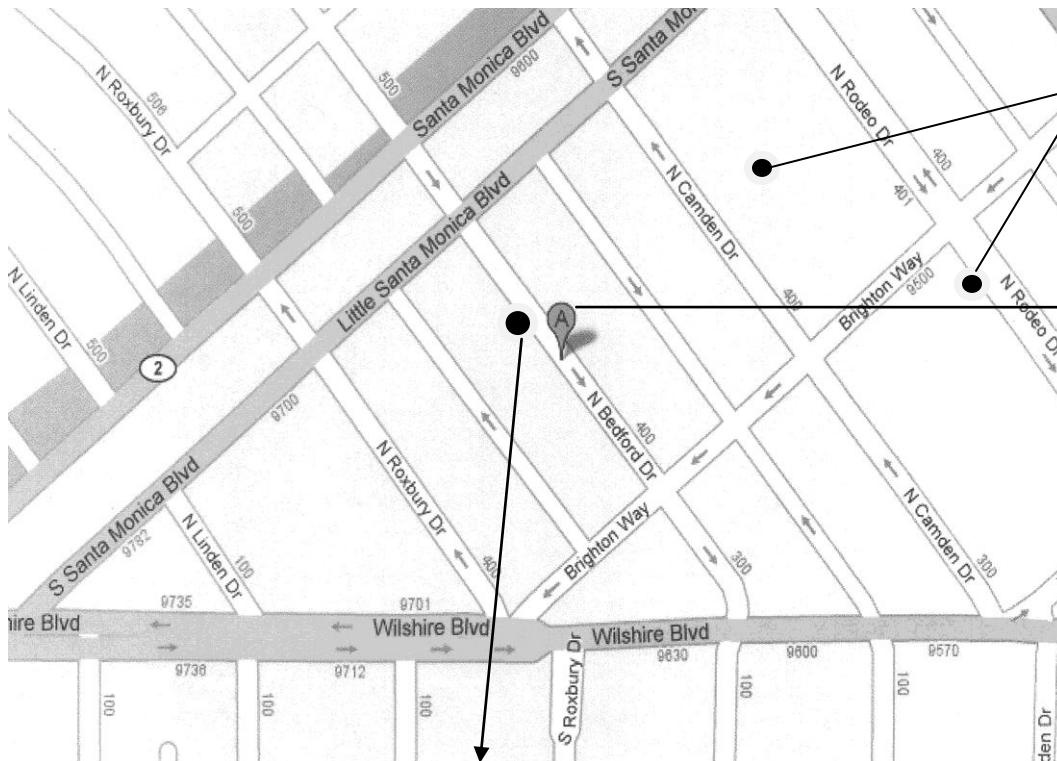 Santa Monica Blvd
9600
S Santa Mon
500
506
N Roxbury Dr
N Rodeo Dr
400
401
N Camden Dr
500
Little Santa Monica Blvd
N Linden Dr
500
2
Brighton Way
9500
N Rodeo Dr
400
A
9700
N Bedford Dr
400
N Roxbury Dr
400
S Santa Monica Blvd
9782
N Linden Dr
100
Brighton Way
300
N Camden Dr
300
9735
9701
hire Blvd
Wilshire Blvd
Wilshire Blvd
9736
9712
9630
9600
9570
100
100
100
S Roxbury Dr
100
100
den Dr